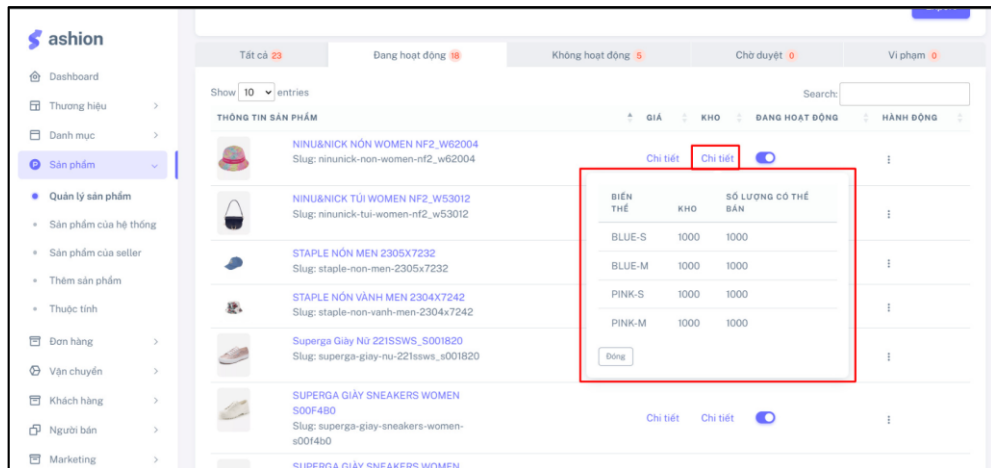 ashion
Dashboard
Thương hiệu
Danh mục
Sản phẩm
Quản lý sản phẩm
Sản phẩm của hệ thống
Sản phẩm của seller
Thêm sản phẩm
Thuộc tính
Đơn hàng
Vận chuyển
Khách hàng
Người bán
Marketing
Tất cả 23
Đang hoạt động 18
Không hoạt động 5
Chờ duyệt 0
Vi phạm 0
Show 10 entries
Search:
THÔNG TIN SẢN PHẨM GIÁ KHO ĐANG HOẠT ĐỘNG HÀNH ĐỘNG
NINU&NICK NÓN WOMEN NF2_W62004
Slug: ninunick-non-women-nf2_w62004
Chi tiết Chi tiết
NINU&NICK TÚI WOMEN NF2_W53012
Slug: ninunick-tui-women-nf2_w53012
STAPLE NÓN MEN 2305X7232
Slug: staple-non-men-2305x7232
STAPLE NÓN VÀNH MEN 2304X7242
Slug: staple-non-vanh-men-2304x7242
Superga Giày Nữ 221SSWS_S001820
Slug: superga-giay-nu-221ssws_s001820
SUPERGA GIÀY SNEAKERS WOMEN
S00F4B0
Slug: superga-giay-sneakers-women-
s00f4b0
Chi tiết Chi tiết
SUPERGA GIÀY SNEAKERS WOMEN
BIẾN
THỂ
KHO
SỐ LƯỢNG CÓ THỂ
BÁN
BLUE-S 1000 1000
BLUE-M 1000 1000
PINK-S 1000 1000
PINK-M 1000 1000
Đóng